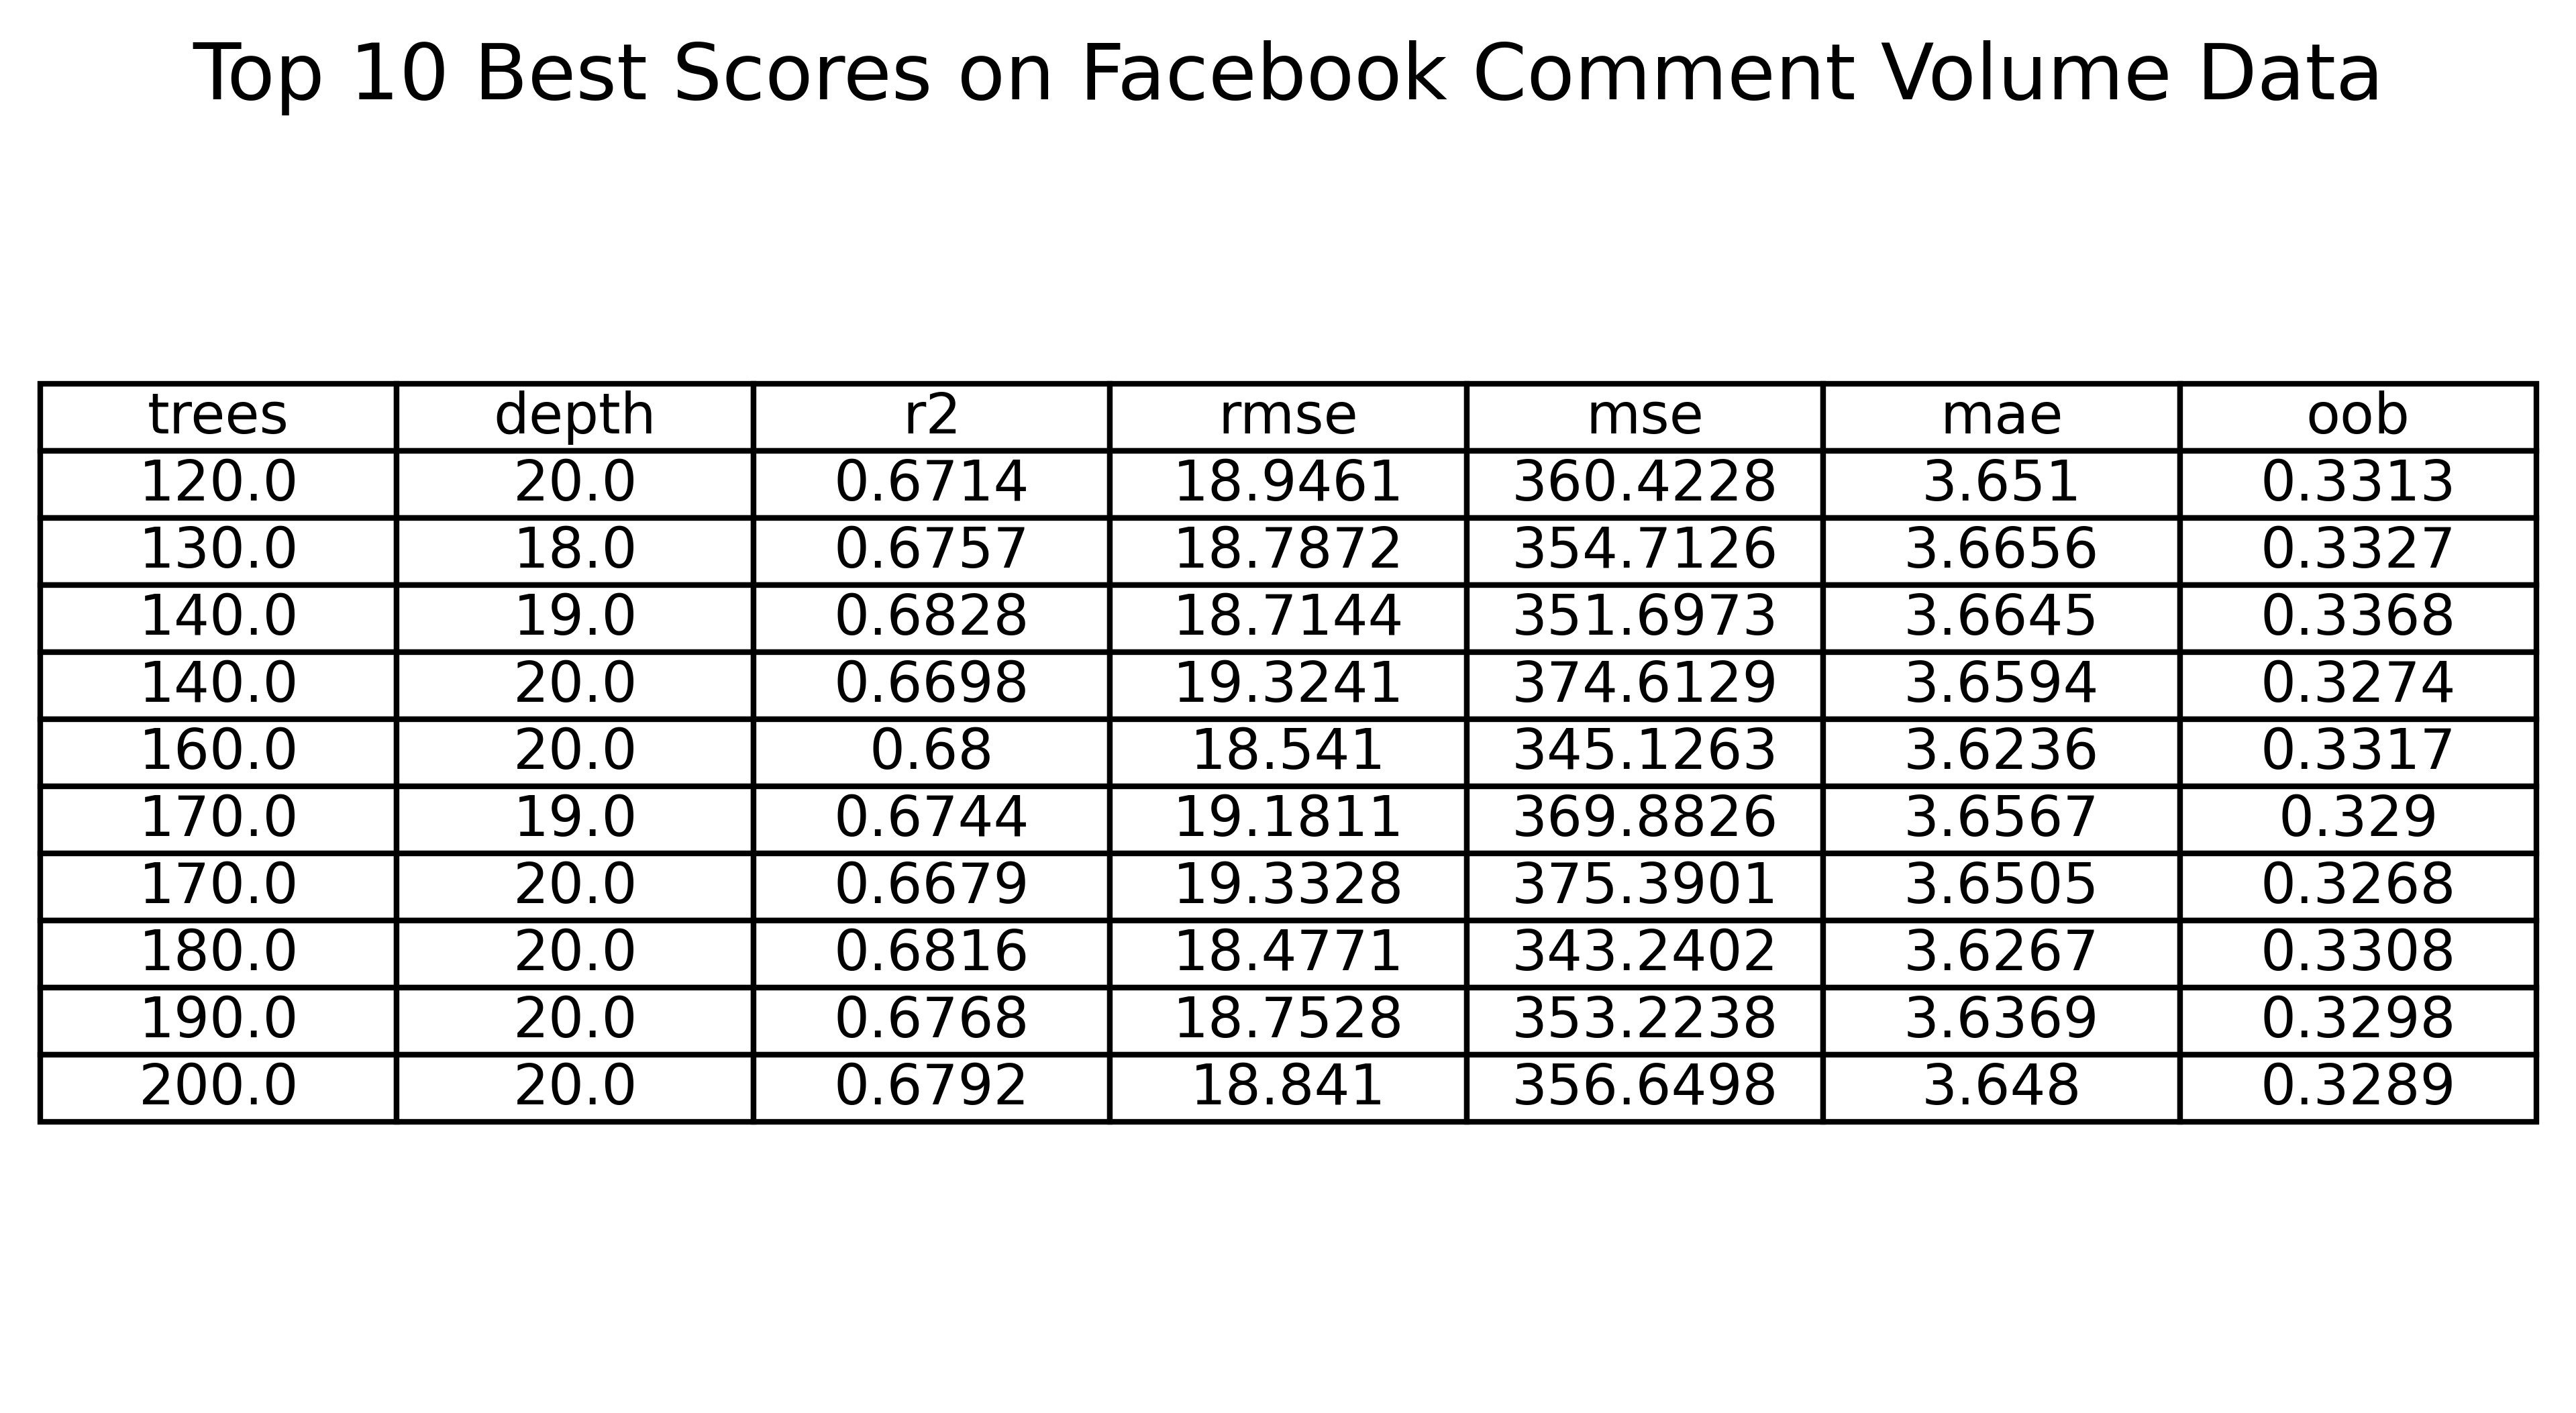 Top 10 Best Scores on Facebook Comment Volume Data
trees depth r2 rmse mse mae oob
120.0 20.0 0.6714 18.9461 360.4228 3.651 0.3313
130.0 18.0 0.6757 18.7872 354.7126 3.6656 0.3327
140.0 19.0 0.6828 18.7144 351.6973 3.6645 0.3368
140.0 20.0 0.6698 19.3241 374.6129 3.6594 0.3274
160.0 20.0 0.68 18.541 345.1263 3.6236 0.3317
170.0 19.0 0.6744 19.1811 369.8826 3.6567 0.329
170.0 20.0 0.6679 19.3328 375.3901 3.6505 0.3268
180.0 20.0 0.6816 18.4771 343.2402 3.6267 0.3308
190.0 20.0 0.6768 18.7528 353.2238 3.6369 0.3298
200.0 20.0 0.6792 18.841 356.6498 3.648 0.3289